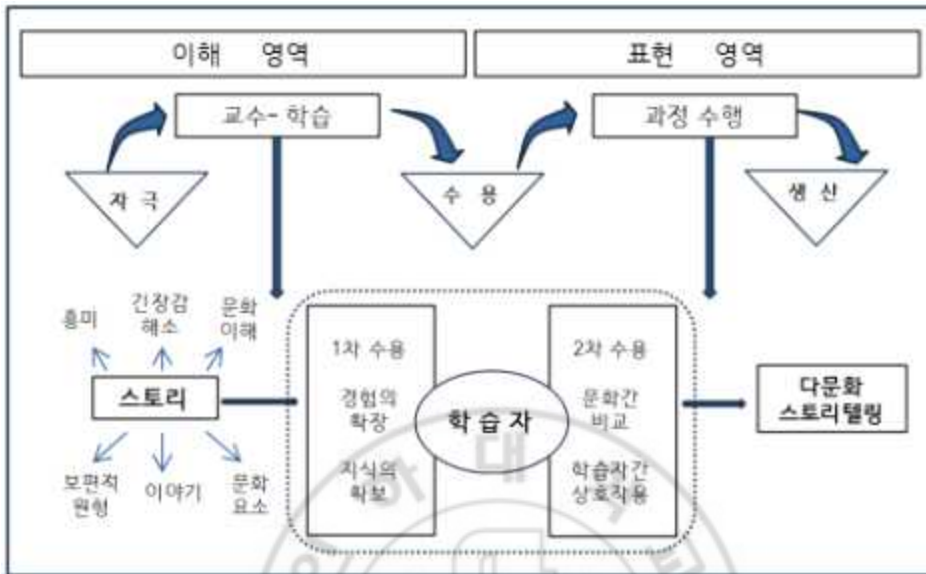 이해 영역
표현 영역
교수- 학습
과정 수행
자 극
수 용
생 산
흥미
긴장감
해소
문화
이해
스토리
보편적
원형
이야기
문화
요소
1차 수용
경험의
확장
지식의
확보
학 습 자
2차 수용
문화간
비교
학습자간
상호작용
다문화
스토리텔링